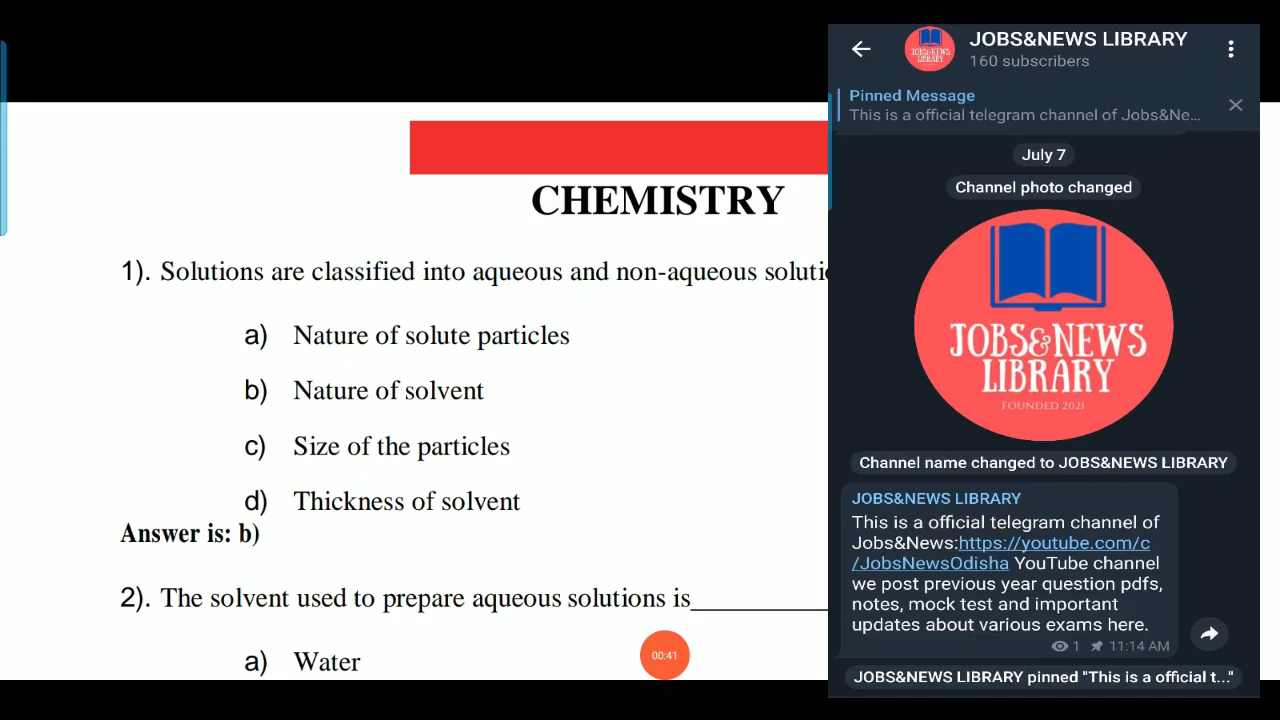 CHEMISTRY
1). Solutions are classified into aqueous and non-aqueous
a) Nature of solute particles
b) Nature of solvent
c) Size of the particles
d) Thickness of solvent
Answer is: b)
2). The solvent used to prepare aqueous solutions is________
a) Water
00:41
JOBS&NEWS LIBRARY
160 subscribers
Pinned Message
This is a official telegram channel of Jobs&Ne...
July 7
Channel photo changed
JOBS&NEWS
LIBRARY
FOUNDED 2021
Channel name changed to JOBS&NEWS LIBRARY
JOBS&NEWS LIBRARY
This is a official telegram channel of
Jobs&News:https://youtube.com/c
/JobsNewsOdisha YouTube channel
we post previous year question pdfs,
notes, mock test and important
updates about various exams here.
1 11:14 AM
JOBS&NEWS LIBRARY pinned "This is a official t..."